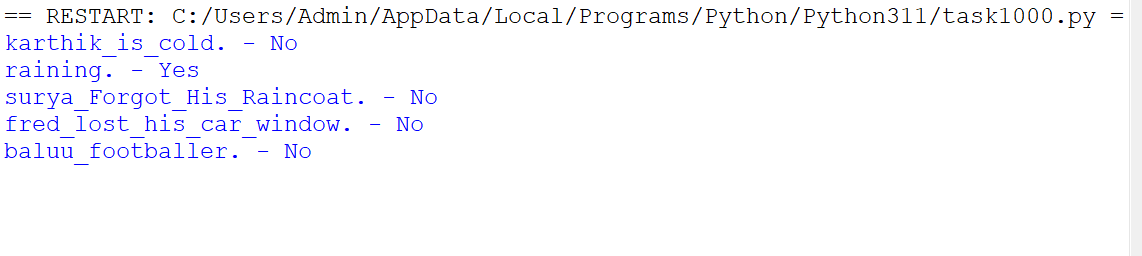 == RESTART: C:/Users/Admin/AppData/Local/Programs/Python/Python311/task1000.py =
karthik_is_cold. - No
raining. - Yes
surya_Forgot_His_Raincoat. - No
fred_lost_his_car_window. - No
baluu_footballer. - No